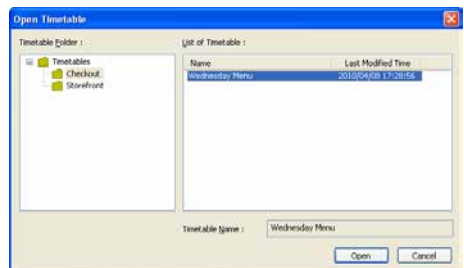 Open Timetable
Timetable Folder :
List of Timetable :
Timetables
Checkout
Storefront
Name Last Modified Time
Wednesday Menu 2010/04/08 17:28:56
Timetable Name : Wednesday Menu
Open Cancel